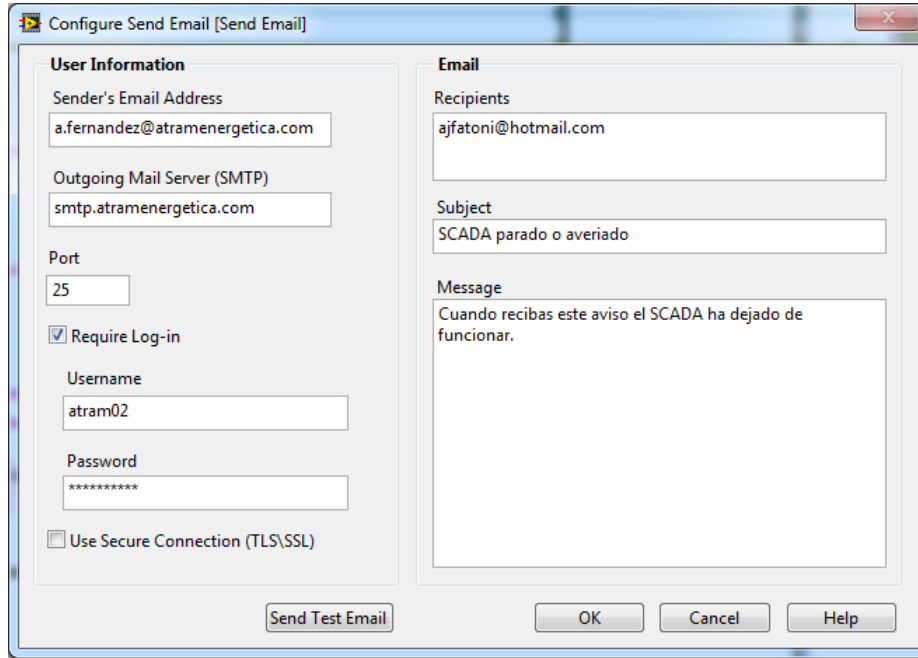 Configure Send Email [Send Email]
User Information
Sender's Email Address
a.fernandez@atramenergetica.com
Outgoing Mail Server (SMTP)
smtp.atramenergetica.com
Port
25
Require Log-in
Username
atram02
Password
**********
Use Secure Connection (TLS\SSL)
Email
Recipients
ajfatoni@hotmail.com
Subject
SCADA parado o averiado
Message
Cuando recibas este aviso el SCADA ha dejado de
funcionar.
Send Test Email
OK
Cancel
Help